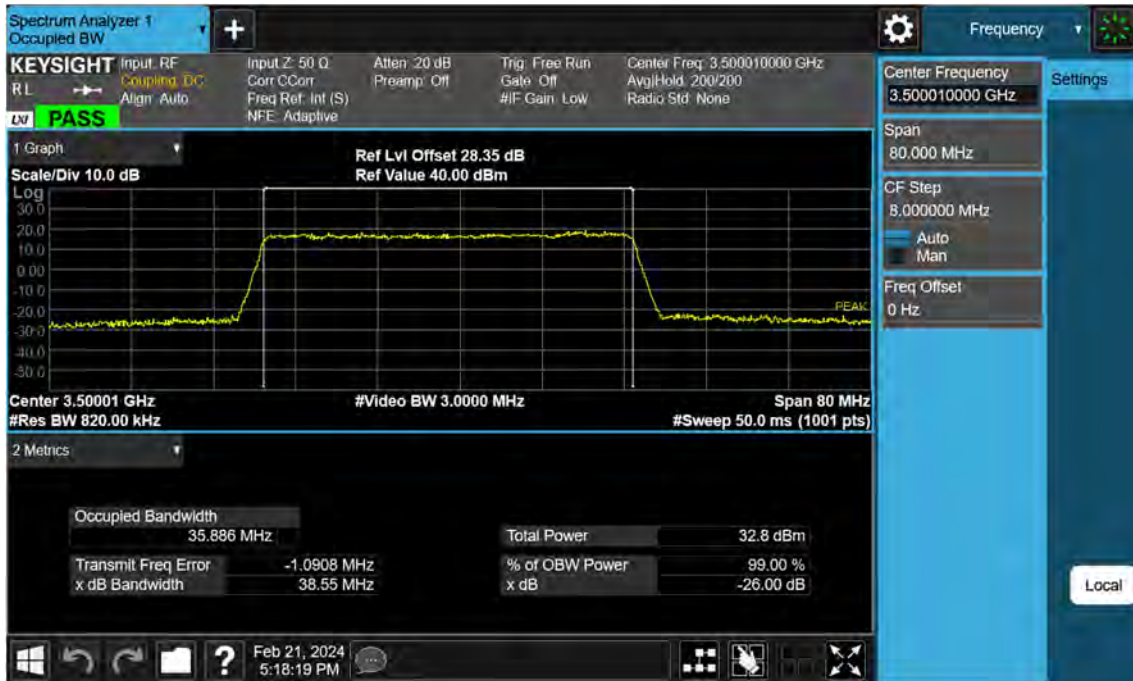 Spectrum Analyzer 1
Occupied BW
+
Frequency
KEYSIGHT
RL
LXI
PASS
Input: RF
Coupling: DC
Align: Auto
Input Z: 50 Ω
Corr CCorr
Freq Ref: Int (S)
NFE: Adaptive
Atten: 20 dB
Preamp: Off
Trig: Free Run
Gate: Off
#IF Gain: Low
Center Freq: 3.500010000 GHz
Avg|Hold: 200/200
Radio Std: None
Center Frequency
3.500010000 GHz
Settings
Span
80.000 MHz
CF Step
8.000000 MHz
Auto
Man
Freq Offset
0 Hz
1 Graph
Scale/Div 10.0 dB
Ref Lvl Offset 28.35 dB
Ref Value 40.00 dBm
Log
30.0
20.0
10.0
0.00
-10.0
-20.0
-30.0
-40.0
-50.0
PEAK
Center 3.50001 GHz
#Video BW 3.0000 MHz
Span 80 MHz
#Res BW 820.00 kHz
#Sweep 50.0 ms (1001 pts)
2 Metrics
Occupied Bandwidth
35.886 MHz
Total Power 32.8 dBm
Transmit Freq Error -1.0908 MHz
% of OBW Power 99.00 %
x dB Bandwidth 38.55 MHz
x dB -26.00 dB
Local
?
Feb 21, 2024
5:18:19 PM